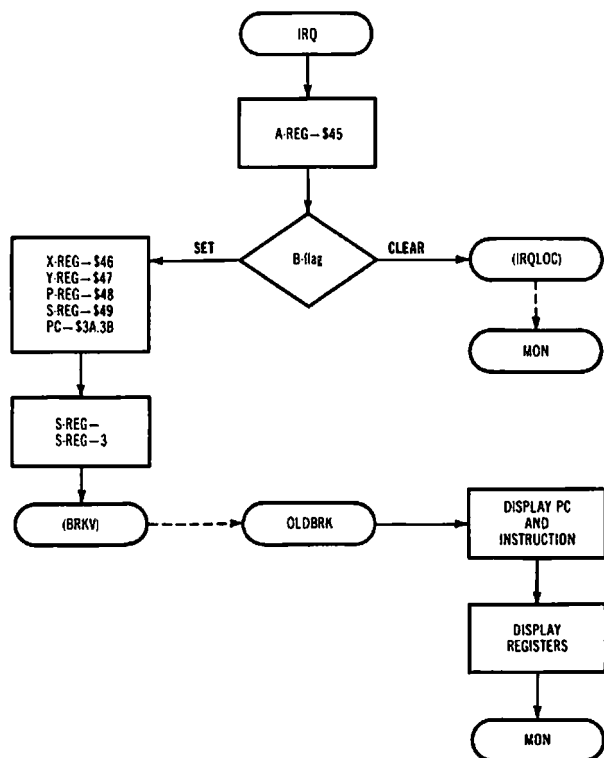 IRQ
A-REG—$45
B-flag
SET
CLEAR
X-REG—$46
Y-REG—$47
P-REG—$48
S-REG—$49
PC—$3A.3B
(IRQLOC)
MON
S-REG—
S-REG—3
(BRKV)
OLDBRK
DISPLAY PC
AND
INSTRUCTION
DISPLAY
REGISTERS
MON